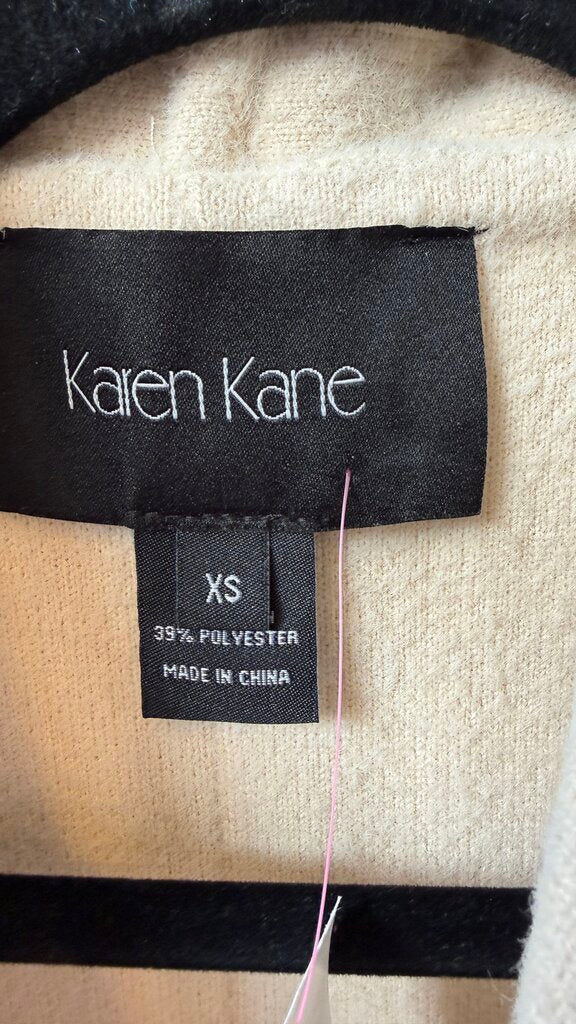 Karen Kane
XS
39% POLYESTER
MADE IN CHINA